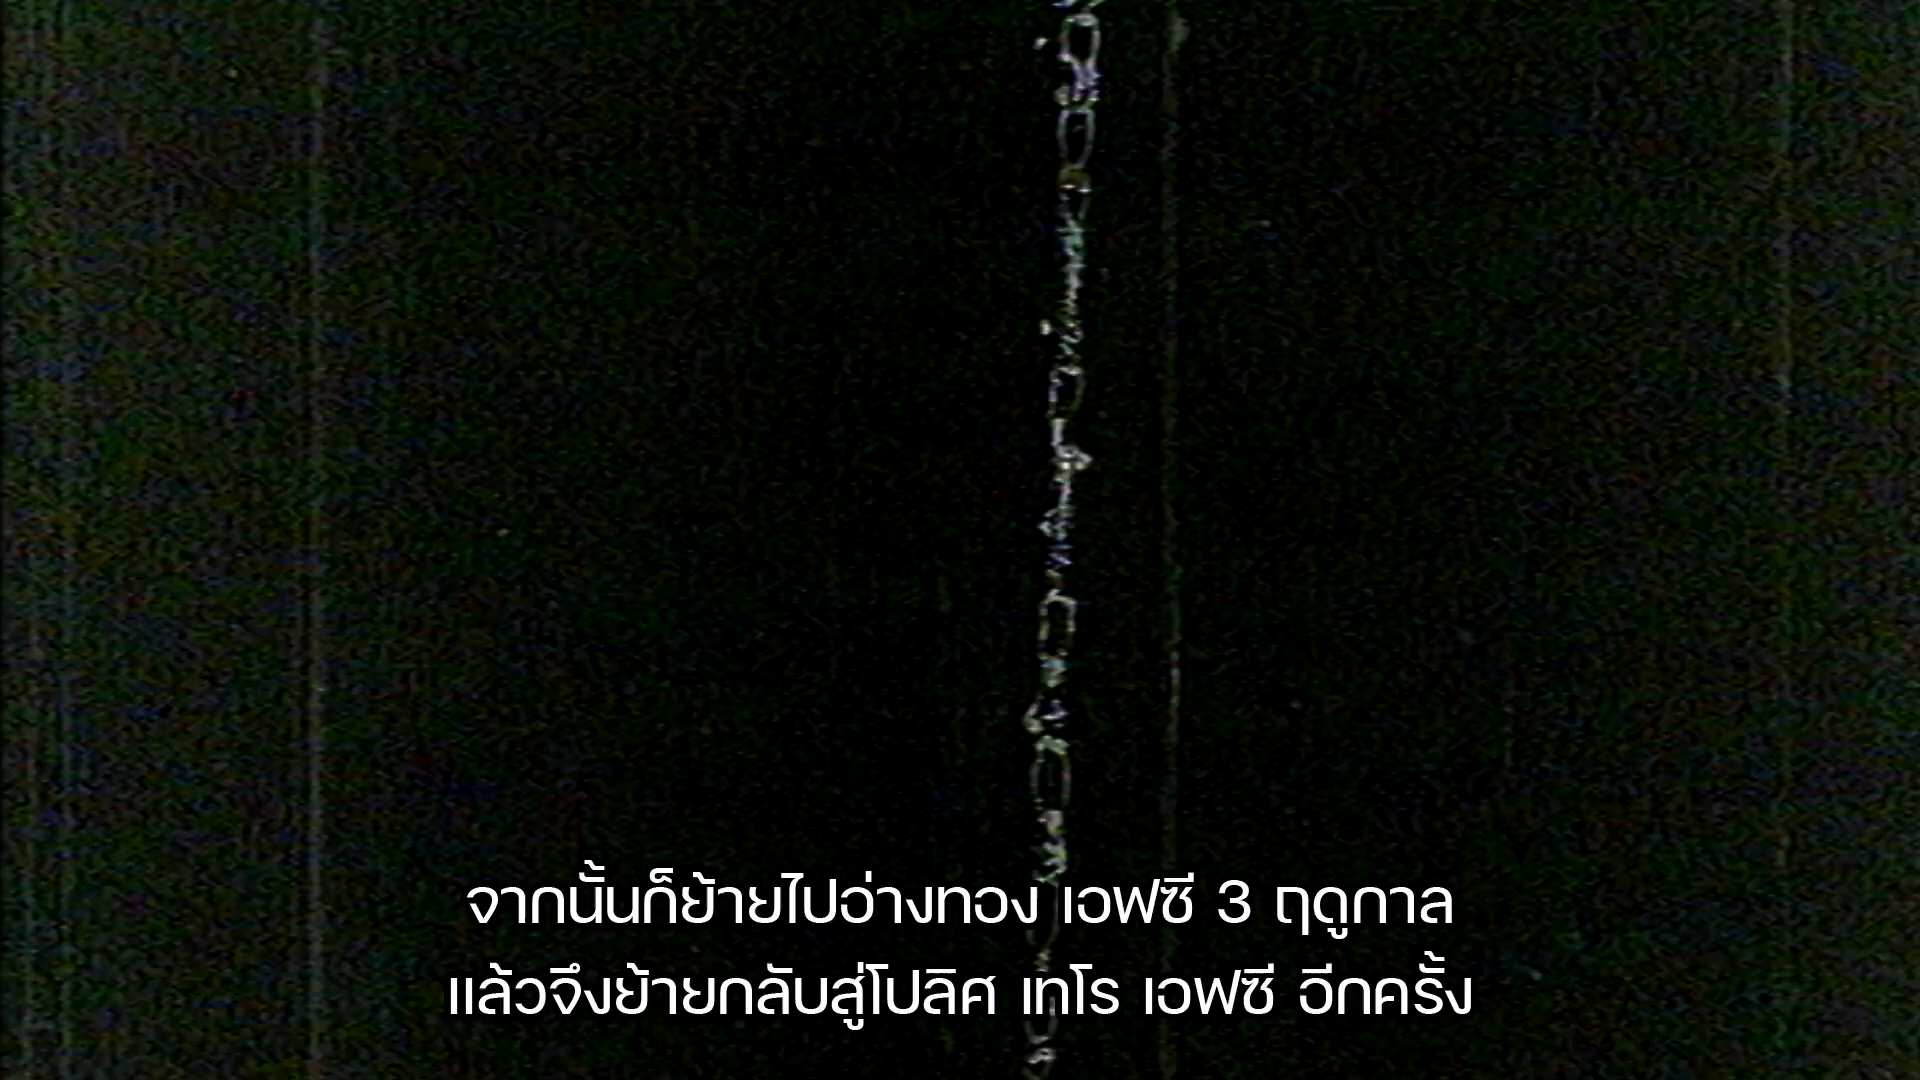 จากนั้นก็ย้ายไปอ่างทอง เอฟซี 3 ฤดูกาล
แล้วจึงย้ายกลับสู่โปลิศ เทโร เอฟซี อีกครั้ง